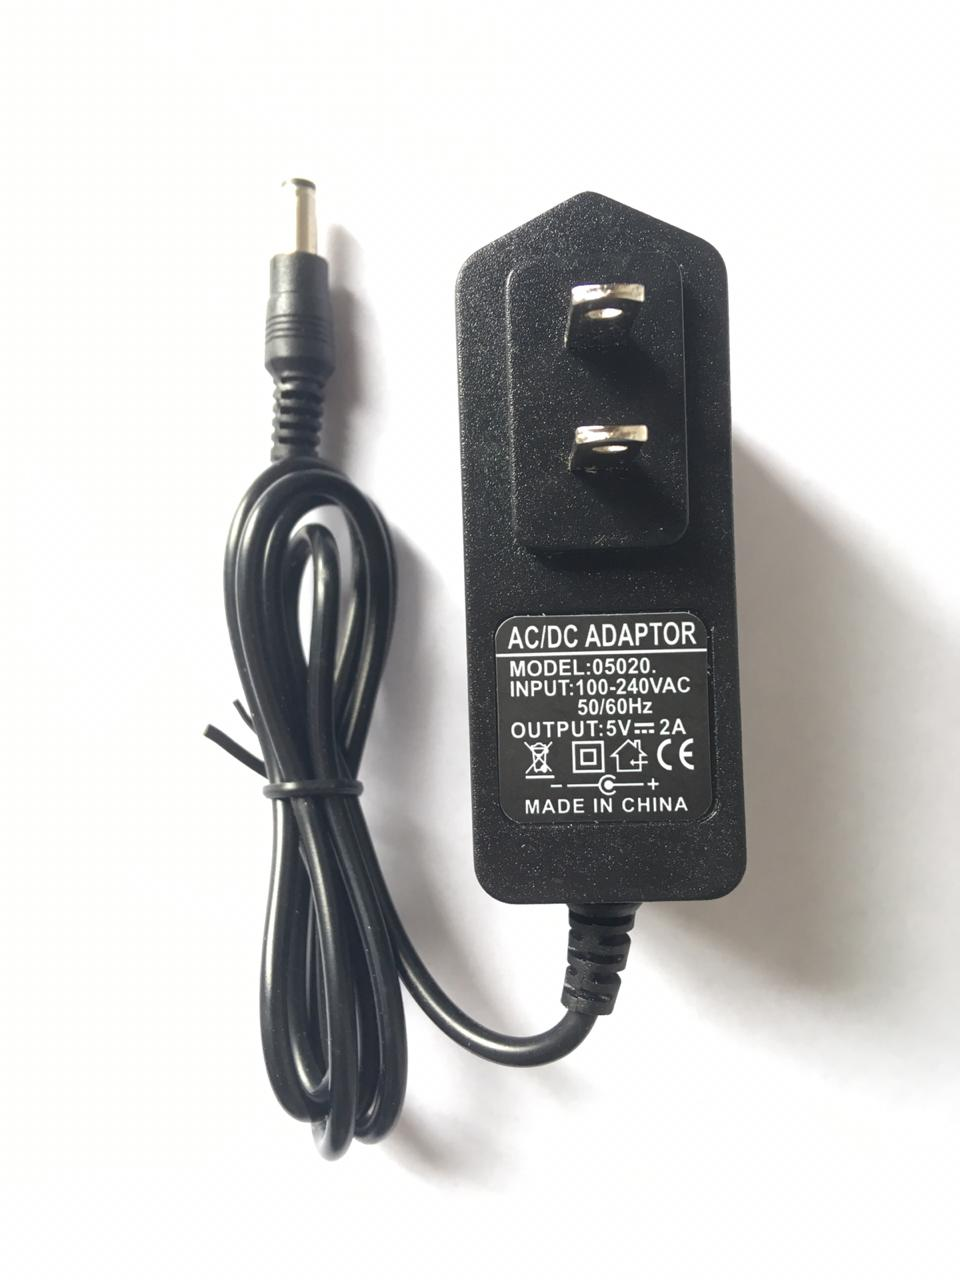 AC/DC ADAPTOR
MODEL:05020.
INPUT:100-240VAC
50/60Hz
OUTPUT:5V⎓2A
CE
- +
MADE IN CHINA